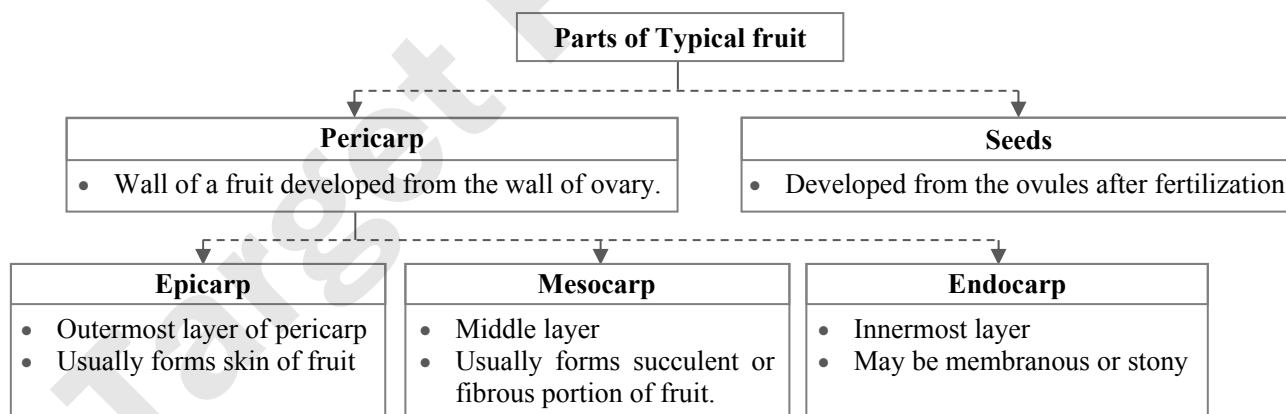 Parts of Typical fruit
Pericarp
• Wall of a fruit developed from the wall of ovary.
Seeds
• Developed from the ovules after fertilization
Epicarp
• Outermost layer of pericarp
• Usually forms skin of fruit
Mesocarp
• Middle layer
• Usually forms succulent or
fibrous portion of fruit.
Endocarp
• Innermost layer
• May be membranous or stony
Target P